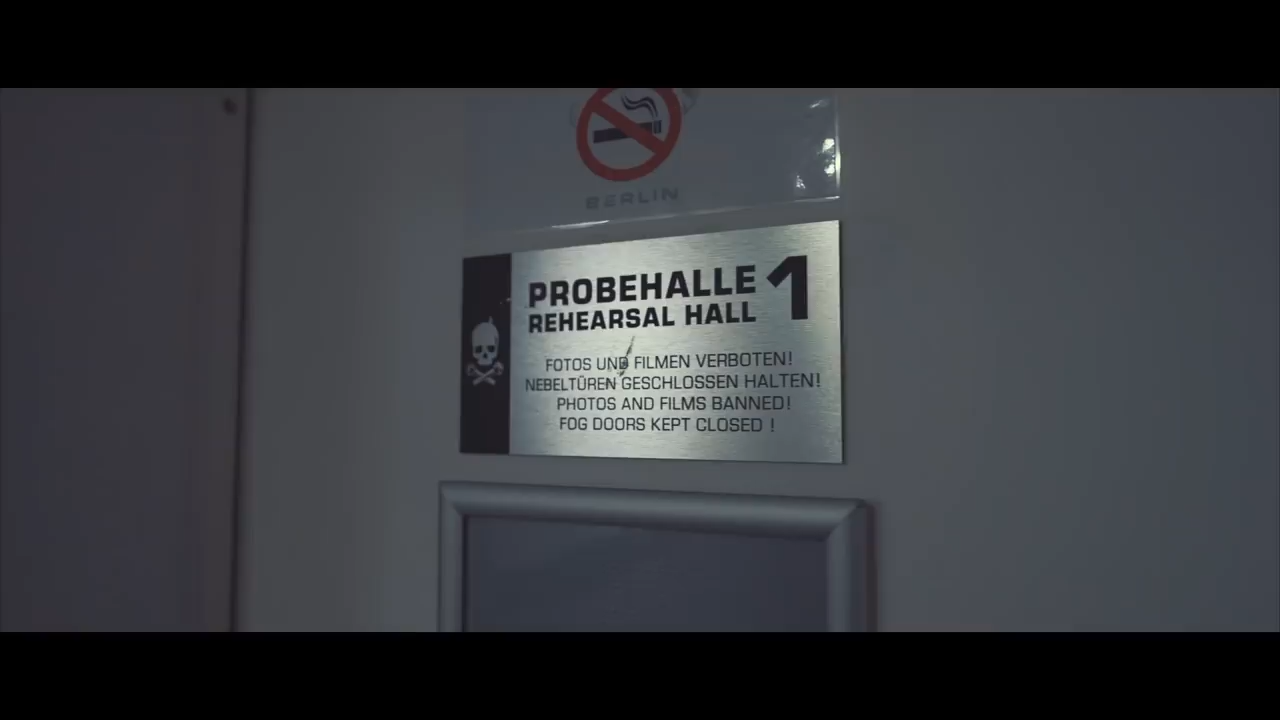 BERLIN
PROBEHALLE 1
REHEARSAL HALL
FOTOS UND FILMEN VERBOTEN!
NEBELTÜREN GESCHLOSSEN HALTEN!
PHOTOS AND FILMS BANNED!
FOG DOORS KEPT CLOSED !